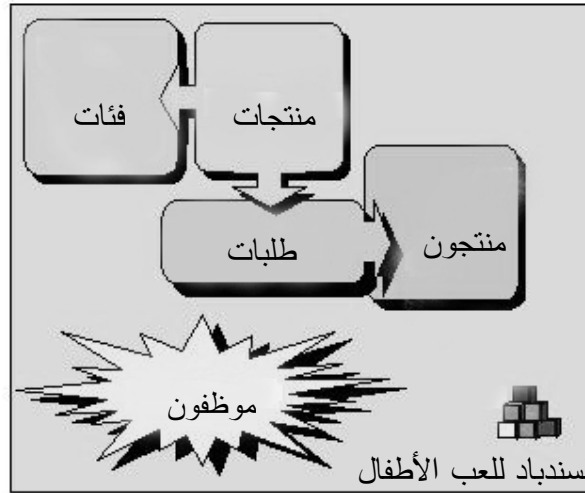 منتجات
فئات
منتجون
طلبات
موظفون
سندباد للعب الأطفال